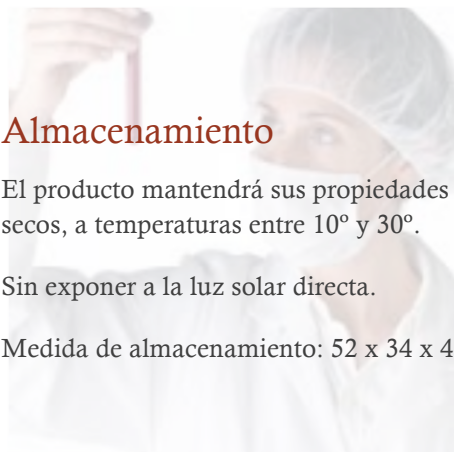 Almacenamiento
El producto mantendrá sus propiedades
secos, a temperaturas entre 10º y 30º.
Sin exponer a la luz solar directa.
Medida de almacenamiento: 52 x 34 x 4